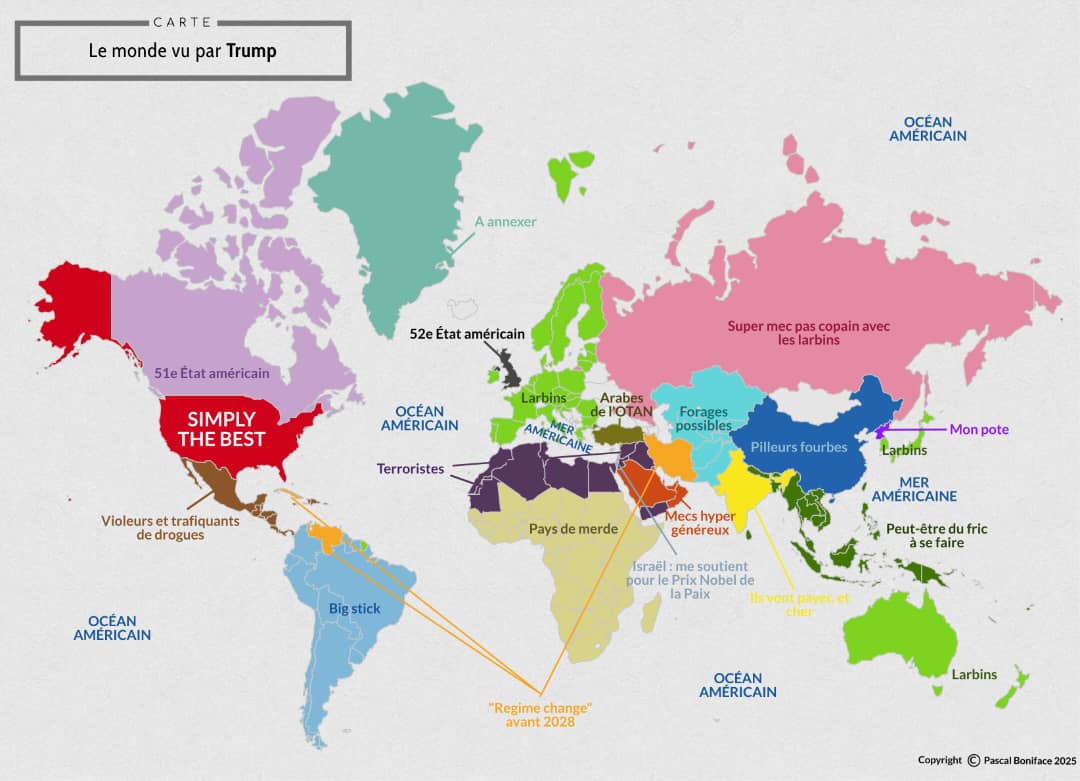 CARTE
Le monde vu par Trump
OCÉAN
AMÉRICAIN
A annexer
52e État américain
Super mec pas copain avec
les larbins
51e État américain
SIMPLY
THE BEST
OCÉAN
AMÉRICAIN
Larbins
Arabes
de l'OTAN
Forages
possibles
MER
AMÉRICAINE
Mon pote
Pilleurs fourbes
Larbins
Terroristes
MER
AMÉRICAINE
Violeurs et trafiquants
de drogues
Pays de merde
Mecs hyper
généreux
Peut-être du fric
à se faire
Israël : me soutient
pour le Prix Nobel de
la Paix
Ils vont payer, et
cher
Big stick
OCÉAN
AMÉRICAIN
Larbins
OCÉAN
AMÉRICAIN
"Regime change"
avant 2028
Copyright © Pascal Boniface 2025